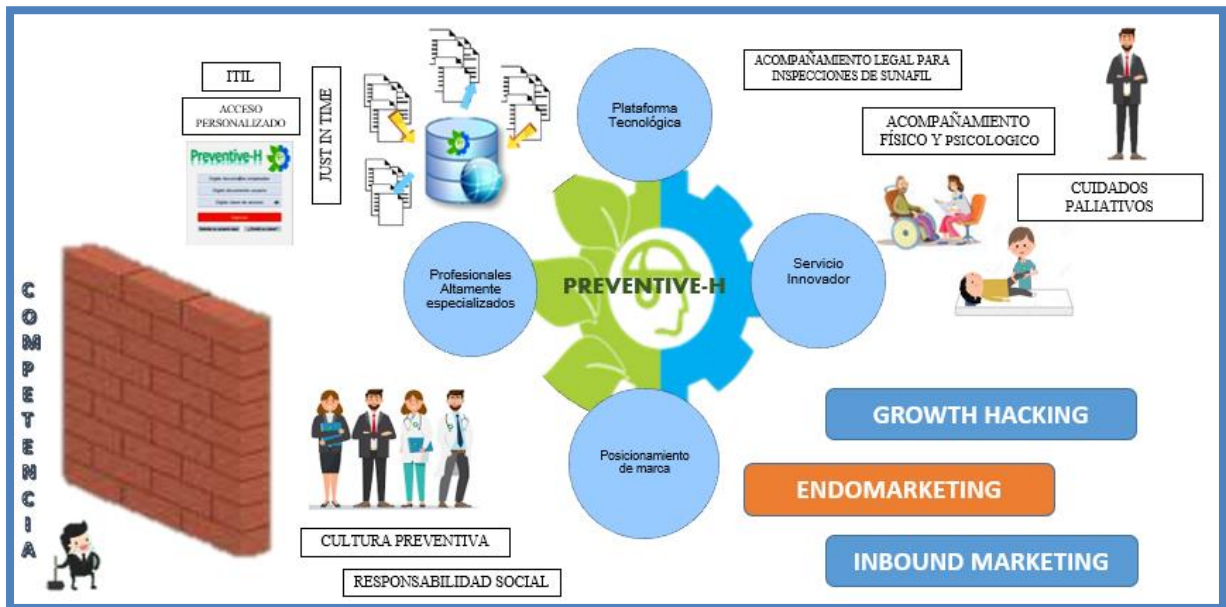 ITIL
ACCESO
PERSONALIZADO
Preventive-H
JUST IN TIME
Plataforma
Tecnológica
ACOMPAÑAMIENTO LEGAL PARA
INSPECCIONES DE SUNAFIL
ACOMPAÑAMIENTO
FÍSICO Y PSICOLOGICO
CUIDADOS
PALIATIVOS
Profesionales
Altamente
especializados
PREVENTIVE-H
Servicio
Innovador
COMPETENCIA
Posicionamiento
de marca
GROWTH HACKING
ENDOMARKETING
INBOUND MARKETING
CULTURA PREVENTIVA
RESPONSABILIDAD SOCIAL